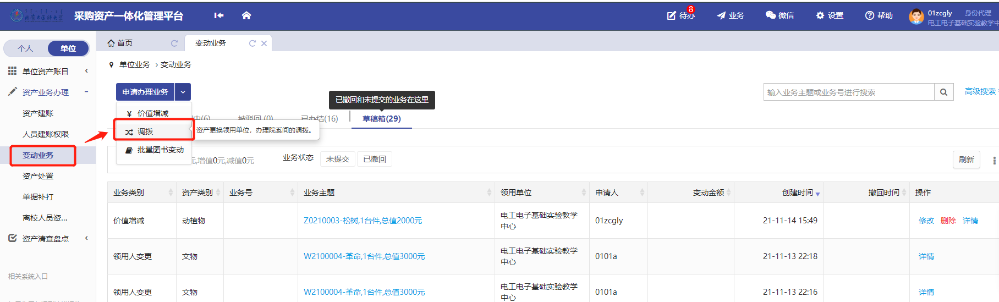 采购资产一体化管理平台
待办
8
业务
微信
设置
帮助
01zcgly
身份代理
电工电子基础实验教学中
个人
单位
首页
变动业务
单位业务 › 变动业务
单位资产账目
资产业务办理
资产建账
人员建账权限
变动业务
资产处置
单据补打
离校人员资...
资产清查盘点
相关系统入口
申请办理业务
价值增减
调拨
批量图书变动
资产更换领用单位，办理院系间的调拨。
已撤回和未提交的业务在这里
中(6)
被驳回 (0)
已办结(16)
草稿箱(29)
输入业务主题或业务号进行搜索
高级搜索
元,增值0元,减值0元
业务状态
未提交
已撤回
刷新
业务类别 资产类别 业务号 业务主题 领用单位 申请人 变动金额 创建时间 撤回时间 操作
价值增减 动植物 Z0210003-松树,1台件,总值2000元 电工电子基础实验教学
中心 01zcgly 21-11-14 15:49 修改 删除 详情
领用人变更 文物 W2100004-革命,1台件,总值3000元 电工电子基础实验教学
中心 0101a 21-11-13 22:18 详情
领用人变更 文物 W2100004-革命,1台件,总值3000元 电工电子基础实验教学
中心 0101a 21-11-13 22:16 详情